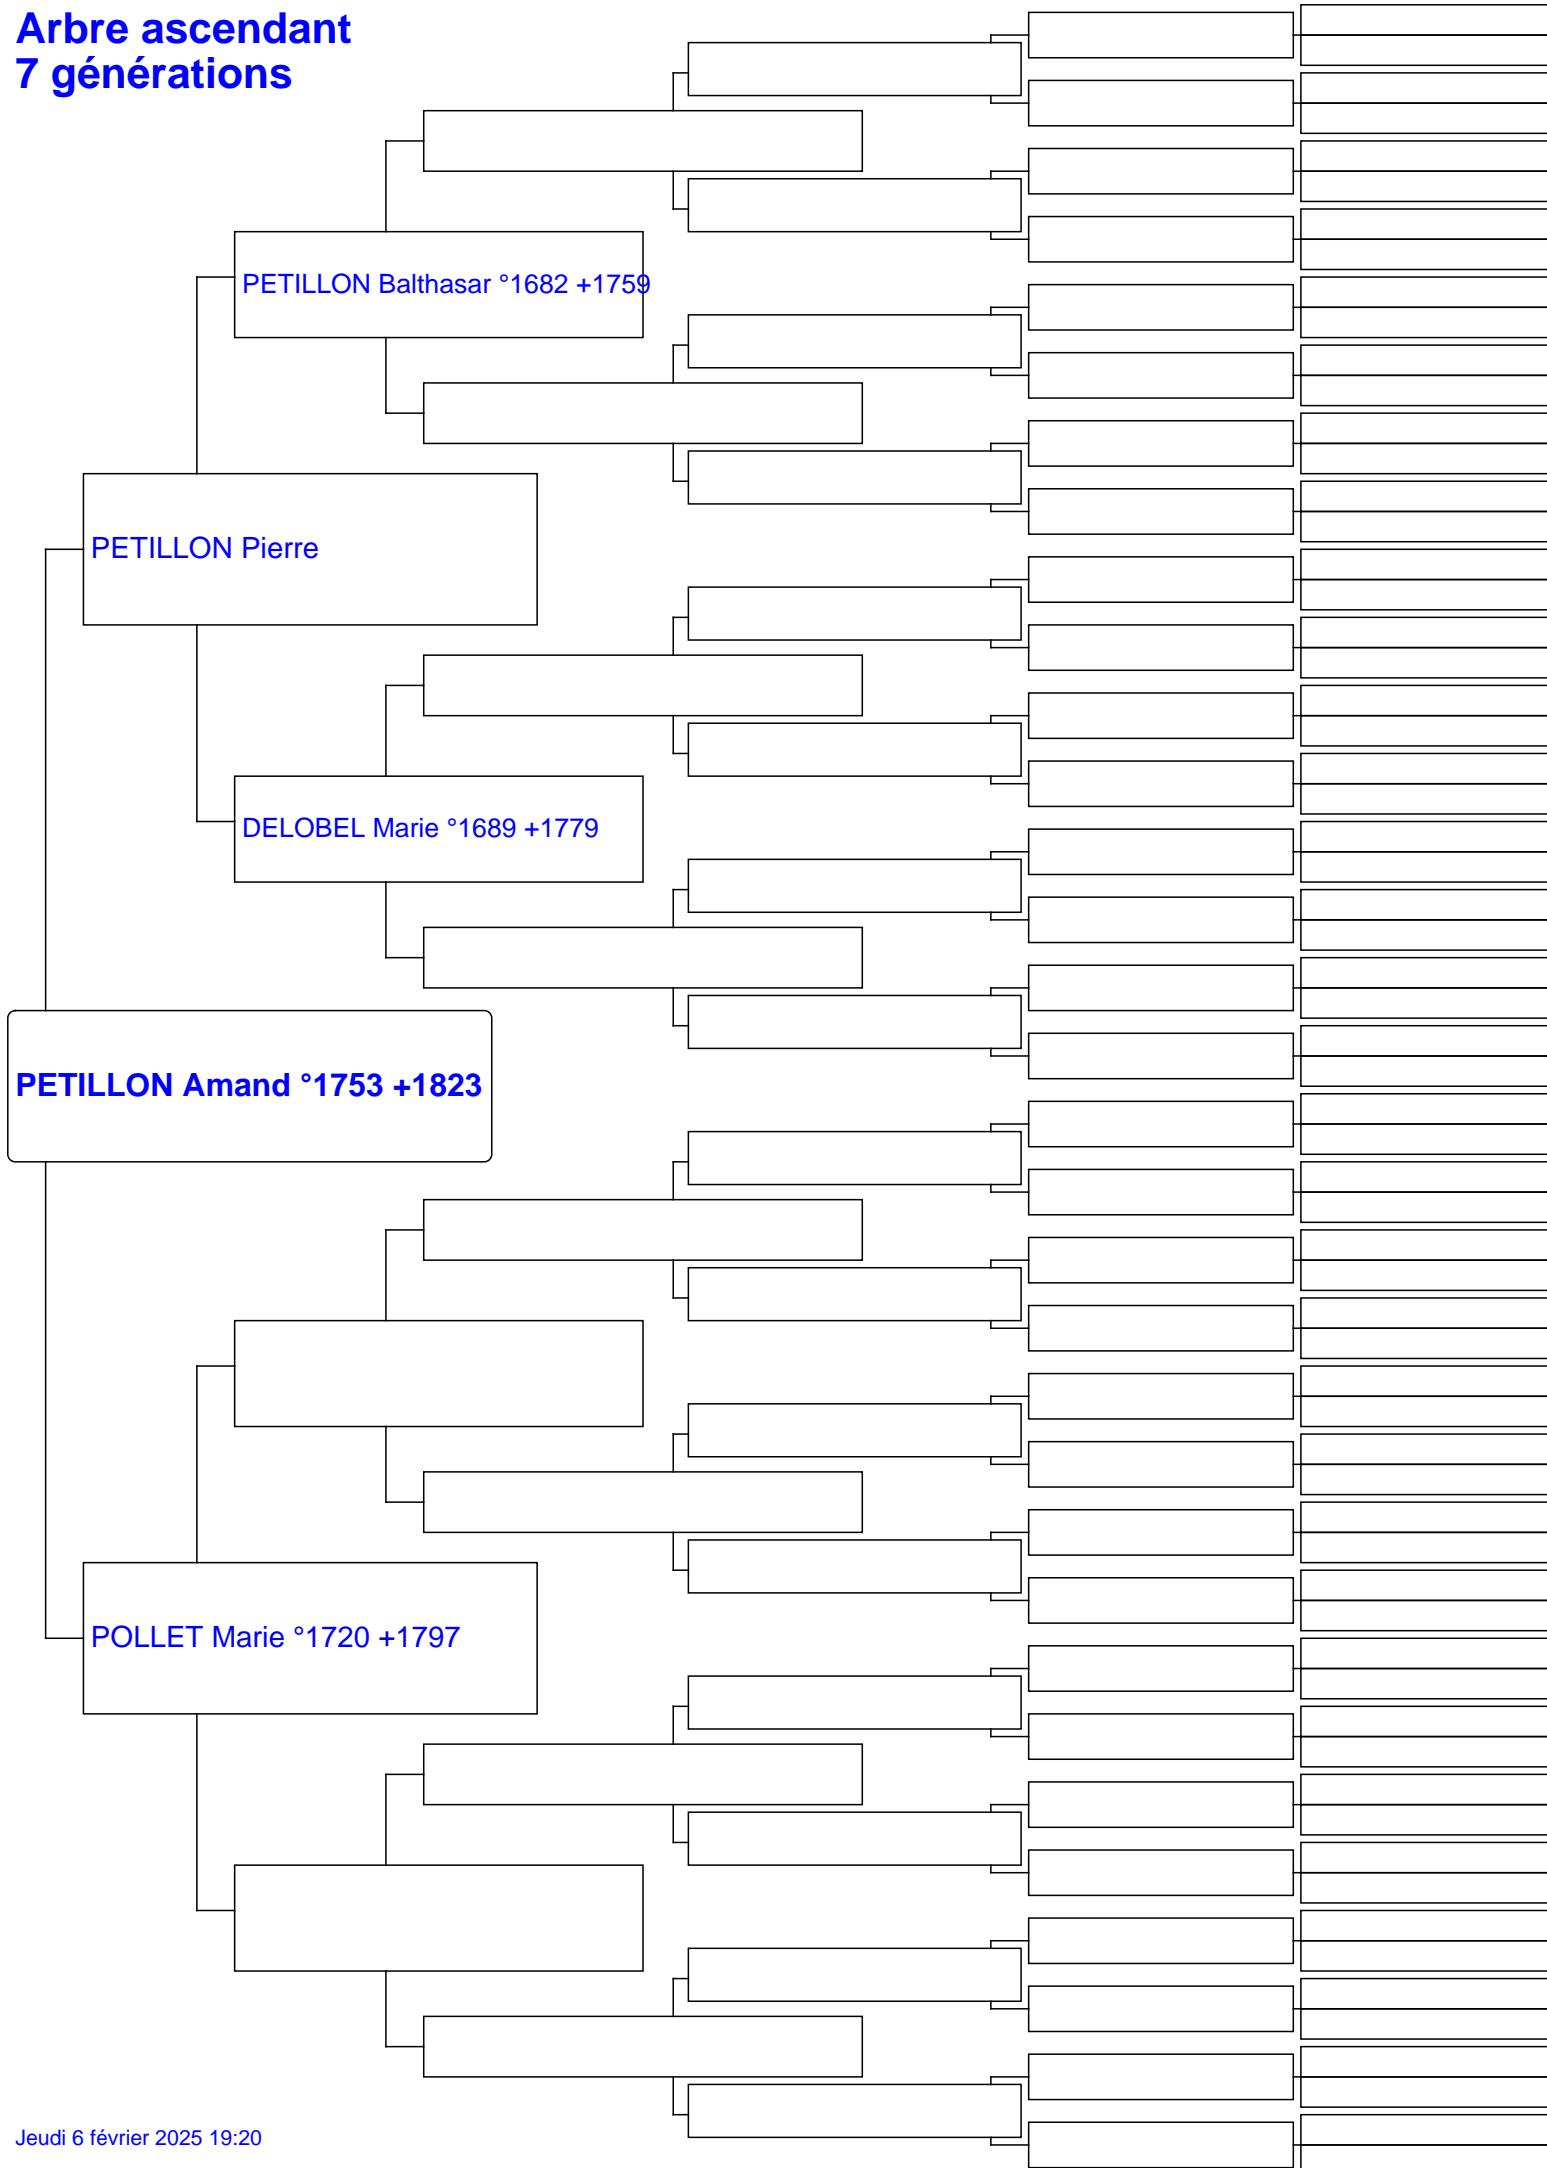 Arbre ascendant
7 générations
PETILLON Balthasar °1682 +1759
PETILLON Pierre
DELOBEL Marie °1689 +1779
PETILLON Amand °1753 +1823
POLLET Marie °1720 +1797
Jeudi 6 février 2025 19:20